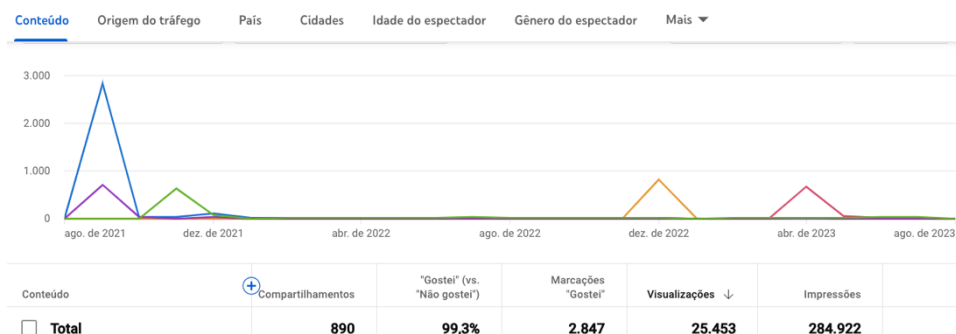 Conteúdo Origem do tráfego País Cidades Idade do espectador Gênero do espectador Mais
3.000
2.000
1.000
0
ago. de 2021 dez. de 2021 abr. de 2022 ago. de 2022 dez. de 2022 abr. de 2023 ago. de 2023
Conteúdo Compartilhamentos "Gostei" (vs. "Não gostei") Marcações "Gostei" Visualizações ↓ Impressões
Total 890 99,3% 2.847 25.453 284.922